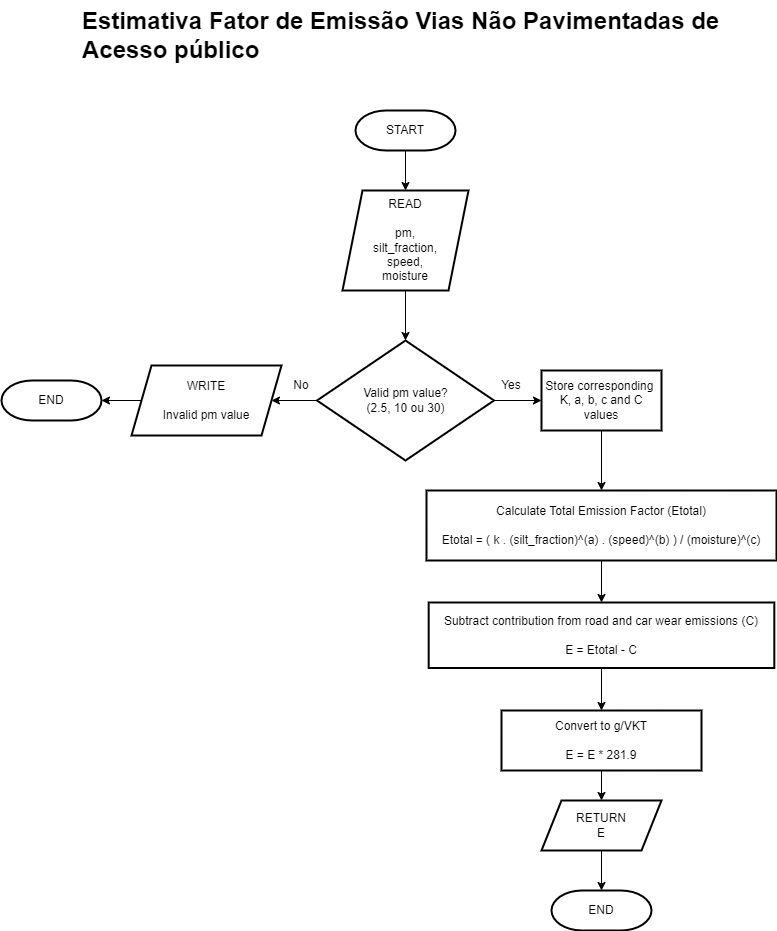 Estimativa Fator de Emissão Vias Não Pavimentadas de
Acesso público
START
READ
pm,
silt_fraction,
speed,
moisture
Valid pm value?
(2.5, 10 ou 30)
No
Yes
WRITE
Invalid pm value
END
Store corresponding
K, a, b, c and C
values
Calculate Total Emission Factor (Etotal)
Etotal = ( k . (silt_fraction)^(a) . (speed)^(b) ) / (moisture)^(c)
Subtract contribution from road and car wear emissions (C)
E = Etotal - C
Convert to g/VKT
E = E * 281.9
RETURN
E
END